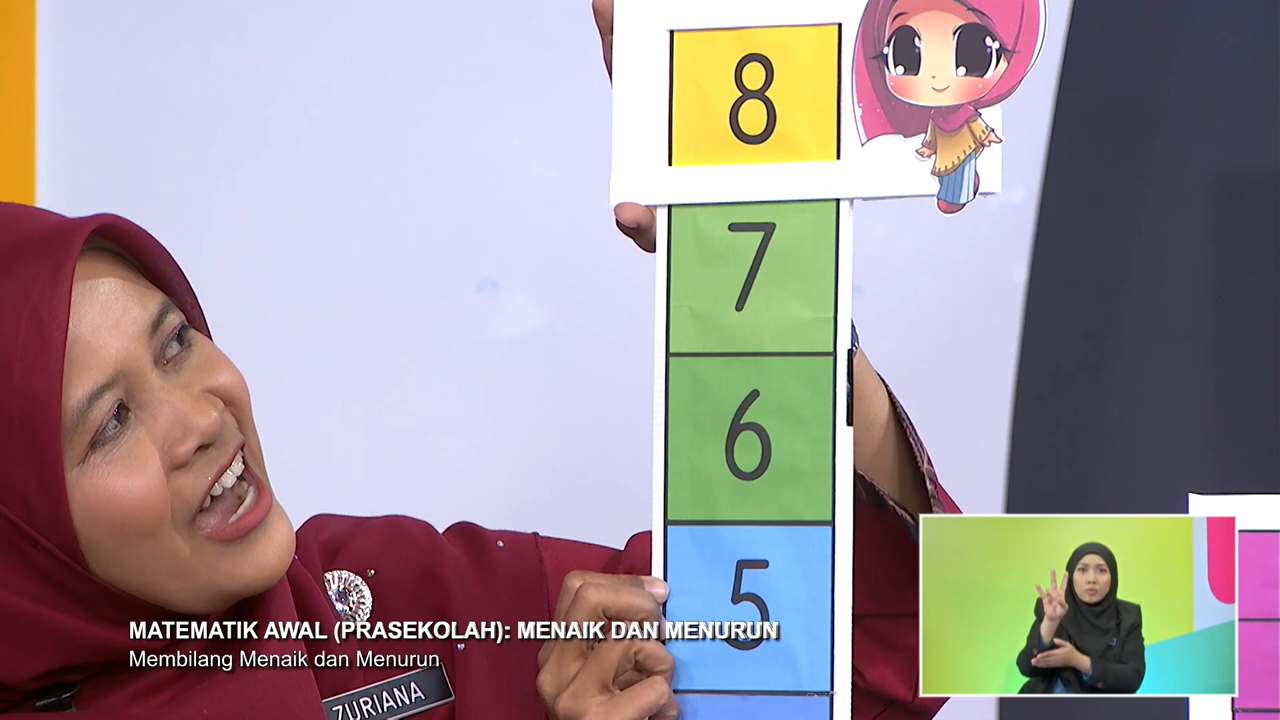 8
7
6
5
MATEMATIK AWAL (PRASEKOLAH): MENAIK DAN MENURUN
Membilang Menaik dan Menurun
ZURIANA